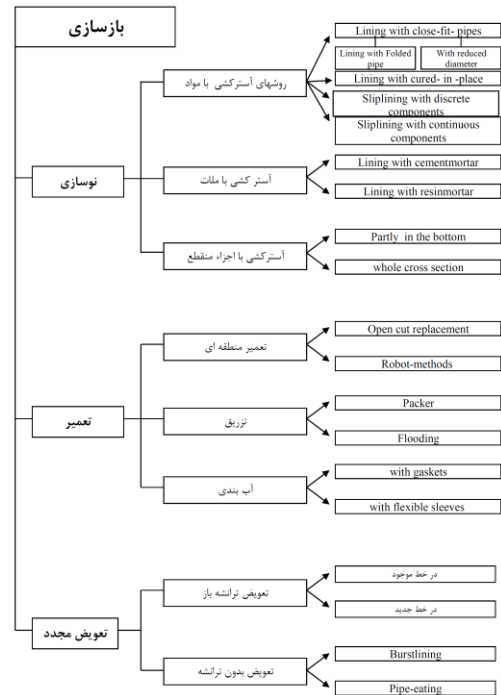 بازسازی
نوسازی
روشهای آسترکشی با مواد
Lining with close-fit- pipes
Lining with Folded
pipe
With reduced
diameter
Lining with cured- in -place
Sliplining with discrete
components
Sliplining with continuous
components
آستر کشی با ملات
Lining with cementmortar
Lining with resinmortar
آسترکشی با اجزاء منقطع
Partly in the bottom
whole cross section
تعمیر
تعمیر منطقه ای
Open cut replacement
Robot-methods
تزریق
Packer
Flooding
آب بندی
with gaskets
with flexible sleeves
تعویض مجدد
تعویض ترانشه باز
در خط موجود
در خط جدید
تعویض بدون ترانشه
Burstlining
Pipe-eating